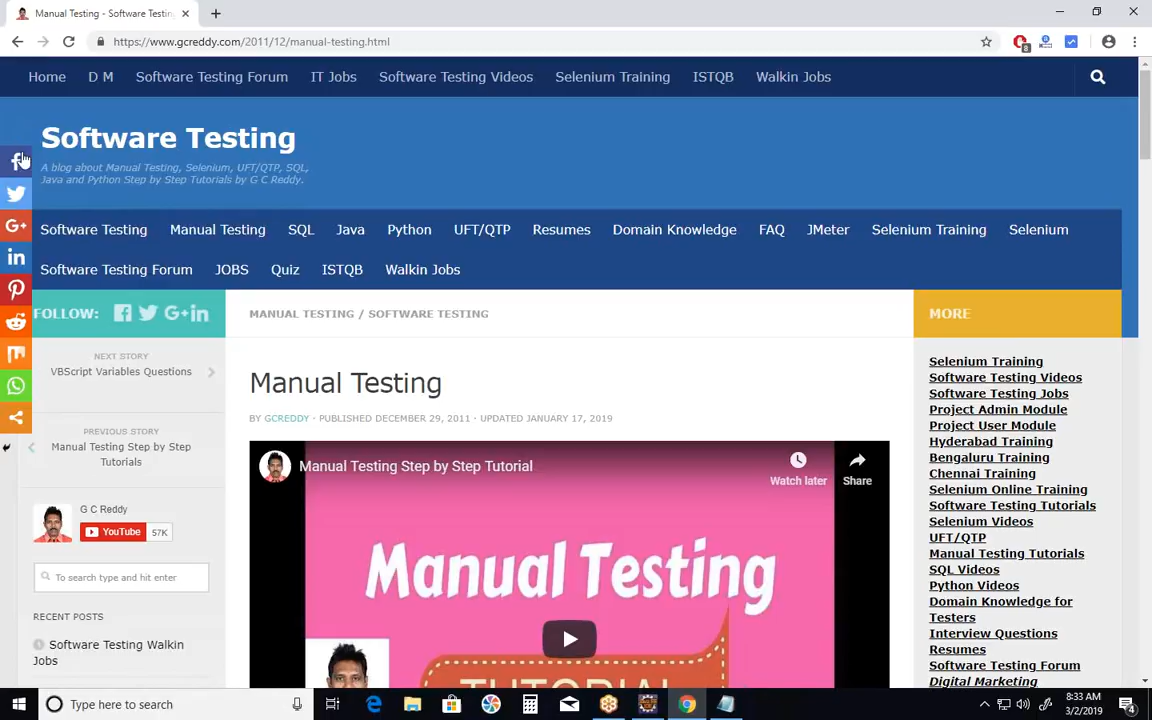 Manual Testing - Software Testin
https://www.gcreddy.com/2011/12/manual-testing.html
8
Home D M Software Testing Forum IT Jobs Software Testing Videos Selenium Training ISTQB Walkin Jobs
Software Testing
A blog about Manual Testing, Selenium, UFT/QTP, SQL,
Java and Python Step by Step Tutorials by G C Reddy.
Software Testing Manual Testing SQL Java Python UFT/QTP Resumes Domain Knowledge FAQ JMeter Selenium Training Selenium
Software Testing Forum JOBS Quiz ISTQB Walkin Jobs
FOLLOW:
MANUAL TESTING / SOFTWARE TESTING
MORE
NEXT STORY
VBScript Variables Questions
PREVIOUS STORY
Manual Testing Step by Step
Tutorials
G C Reddy
YouTube 57K
To search type and hit enter
RECENT POSTS
Software Testing Walkin
Jobs
Manual Testing
BY GCREDDY · PUBLISHED DECEMBER 29, 2011 · UPDATED JANUARY 17, 2019
Manual Testing Step by Step Tutorial
Watch later
Share
Manual Testing
TUTORIAL
Selenium Training
Software Testing Videos
Software Testing Jobs
Project Admin Module
Project User Module
Hyderabad Training
Bengaluru Training
Chennai Training
Selenium Online Training
Software Testing Tutorials
Selenium Videos
UFT/QTP
Manual Testing Tutorials
SQL Videos
Python Videos
Domain Knowledge for
Testers
Interview Questions
Resumes
Software Testing Forum
Digital Marketing
Type here to search
8:33 AM
3/2/2019
4